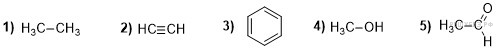 1) H₃C−CH₃ 2) HC≡CH 3) 4) H₃C−OH 5) H₃C−C O H